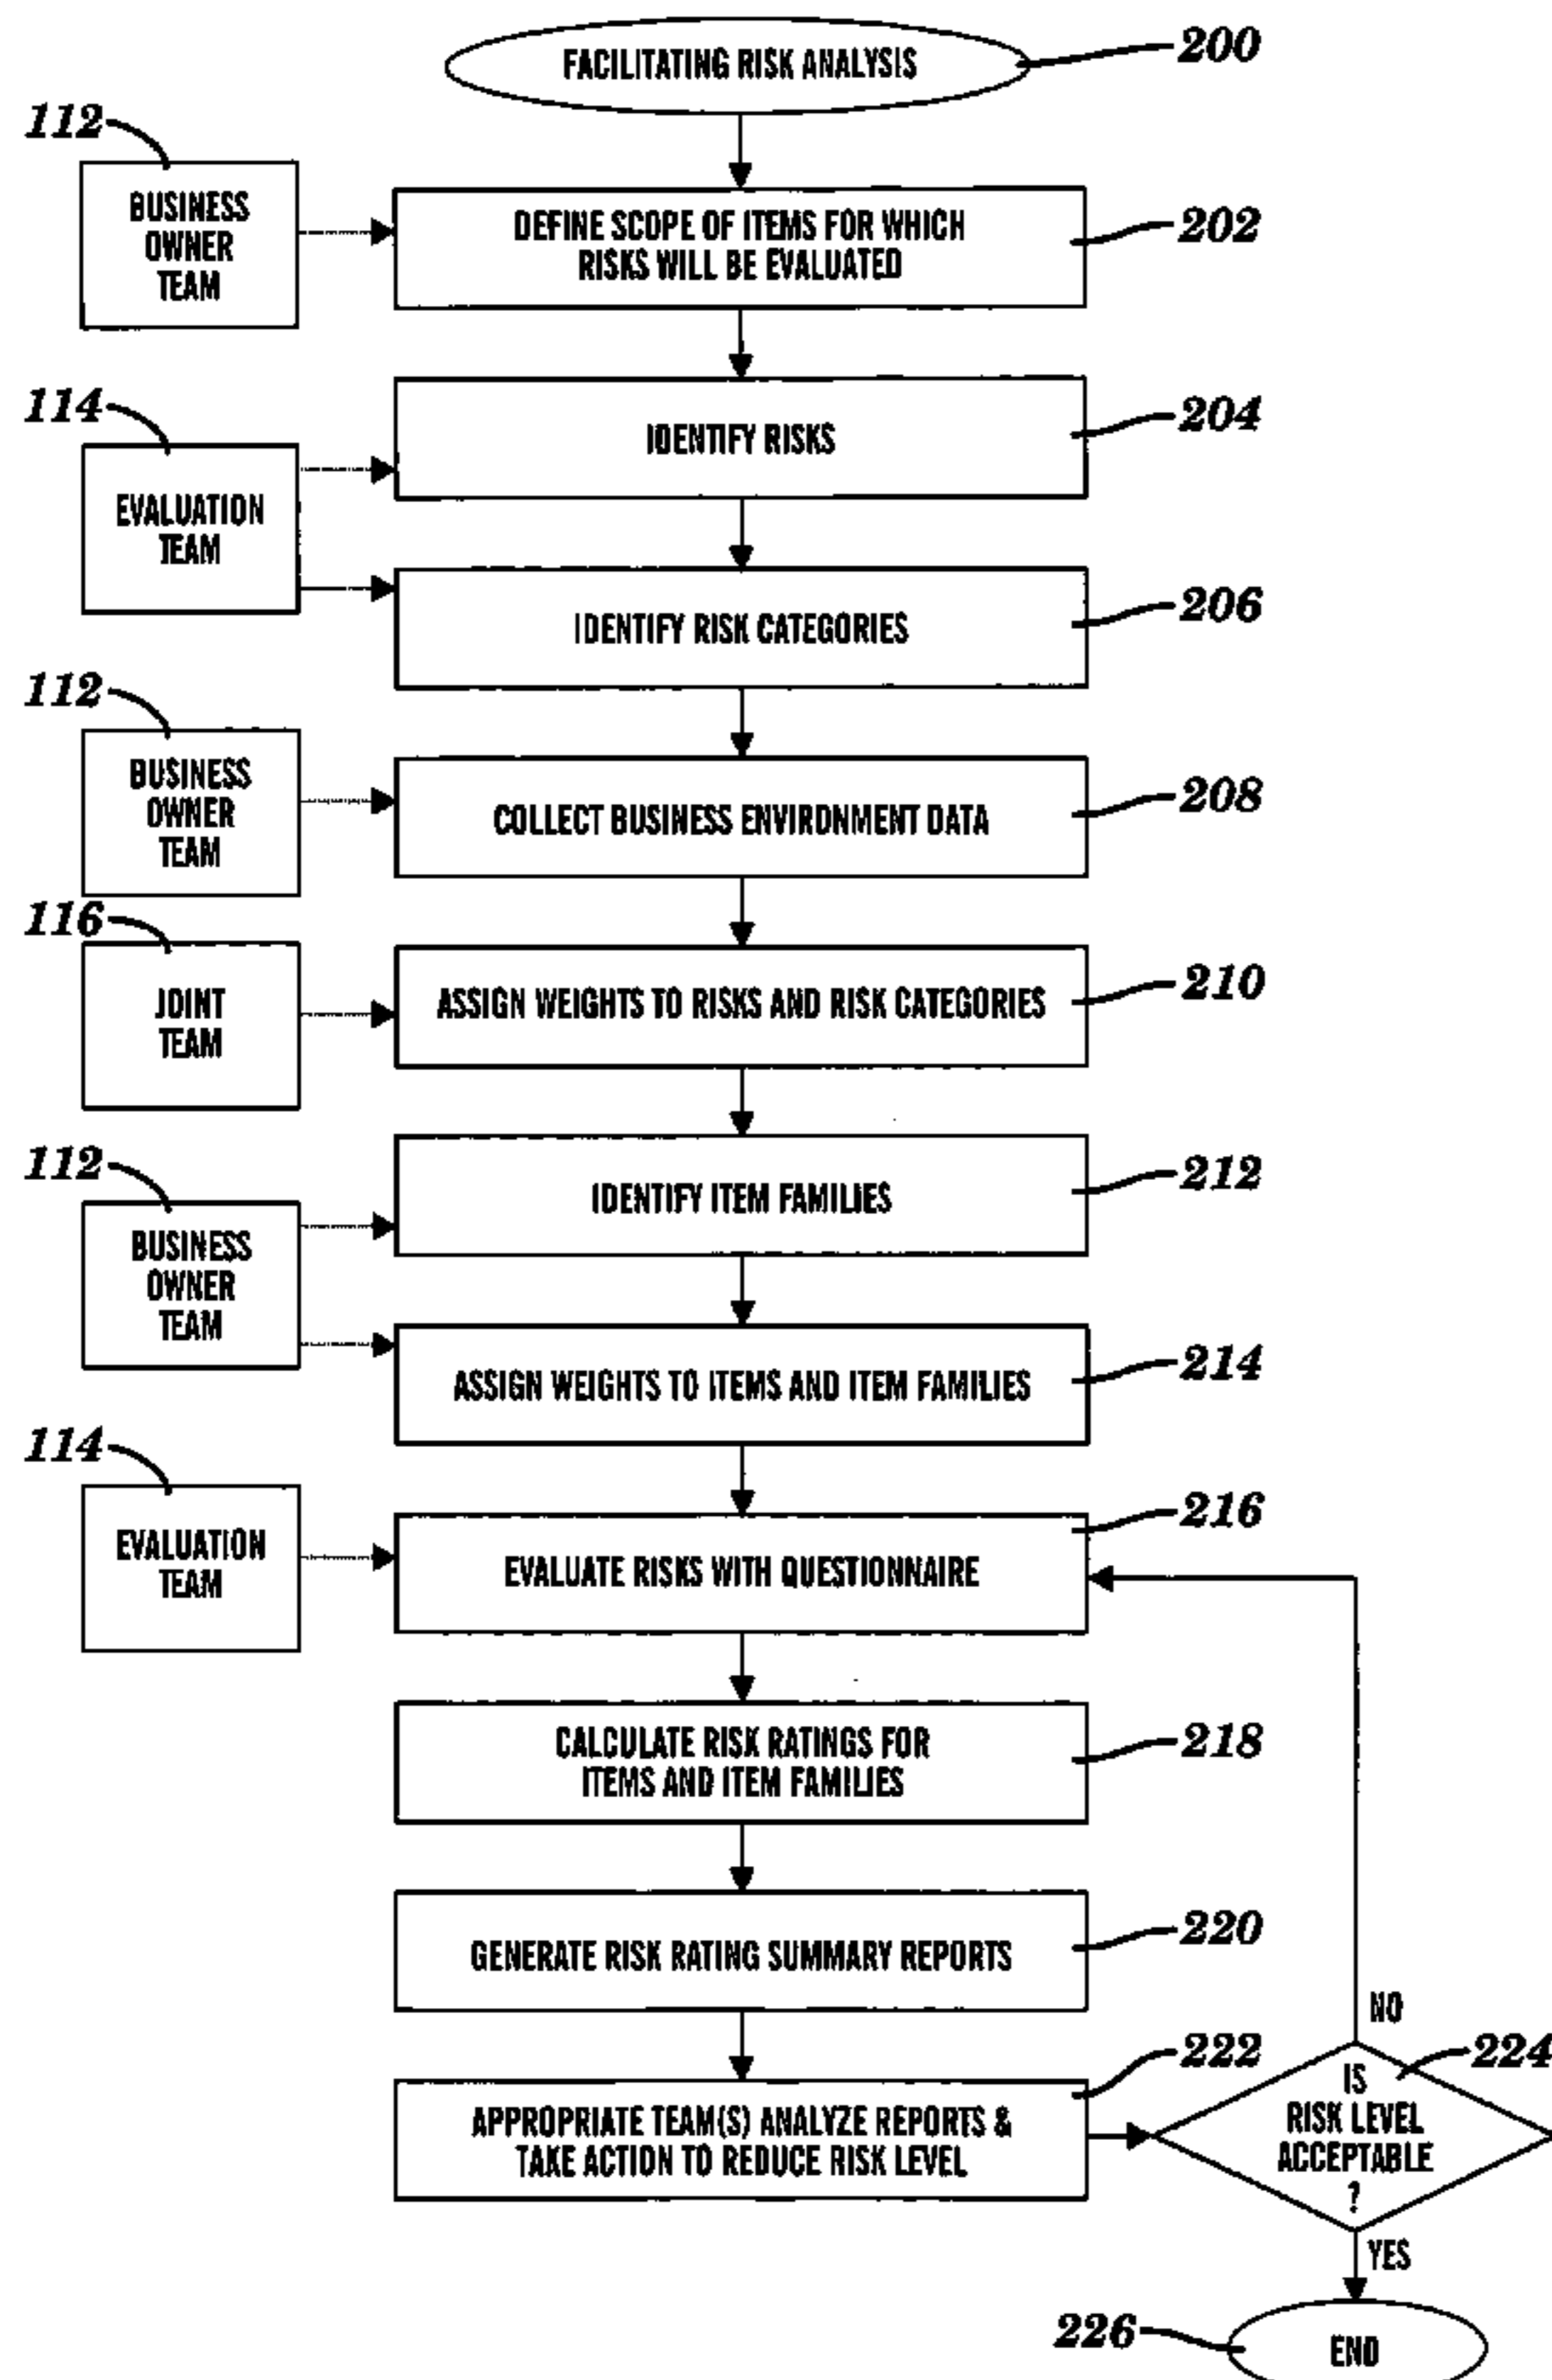 FACILITATING RISK ANALYSIS
200
112
BUSINESS
OWNER
TEAM
DEFINE SCOPE OF ITEMS FOR WHICH
RISKS WILL BE EVALUATED
202
114
EVALUATION
TEAM
IDENTIFY RISKS
204
IDENTIFY RISK CATEGORIES
206
112
BUSINESS
OWNER
TEAM
COLLECT BUSINESS ENVIRONMENT DATA
208
116
JOINT
TEAM
ASSIGN WEIGHTS TO RISKS AND RISK CATEGORIES
210
112
BUSINESS
OWNER
TEAM
IDENTIFY ITEM FAMILIES
212
ASSIGN WEIGHTS TO ITEMS AND ITEM FAMILIES
214
114
EVALUATION
TEAM
EVALUATE RISKS WITH QUESTIONNAIRE
216
CALCULATE RISK RATINGS FOR
ITEMS AND ITEM FAMILIES
218
GENERATE RISK RATING SUMMARY REPORTS
220
APPROPRIATE TEAM(S) ANALYZE REPORTS &
TAKE ACTION TO REDUCE RISK LEVEL
222
NO
224
IS
RISK LEVEL
ACCEPTABLE
?
YES
226
END